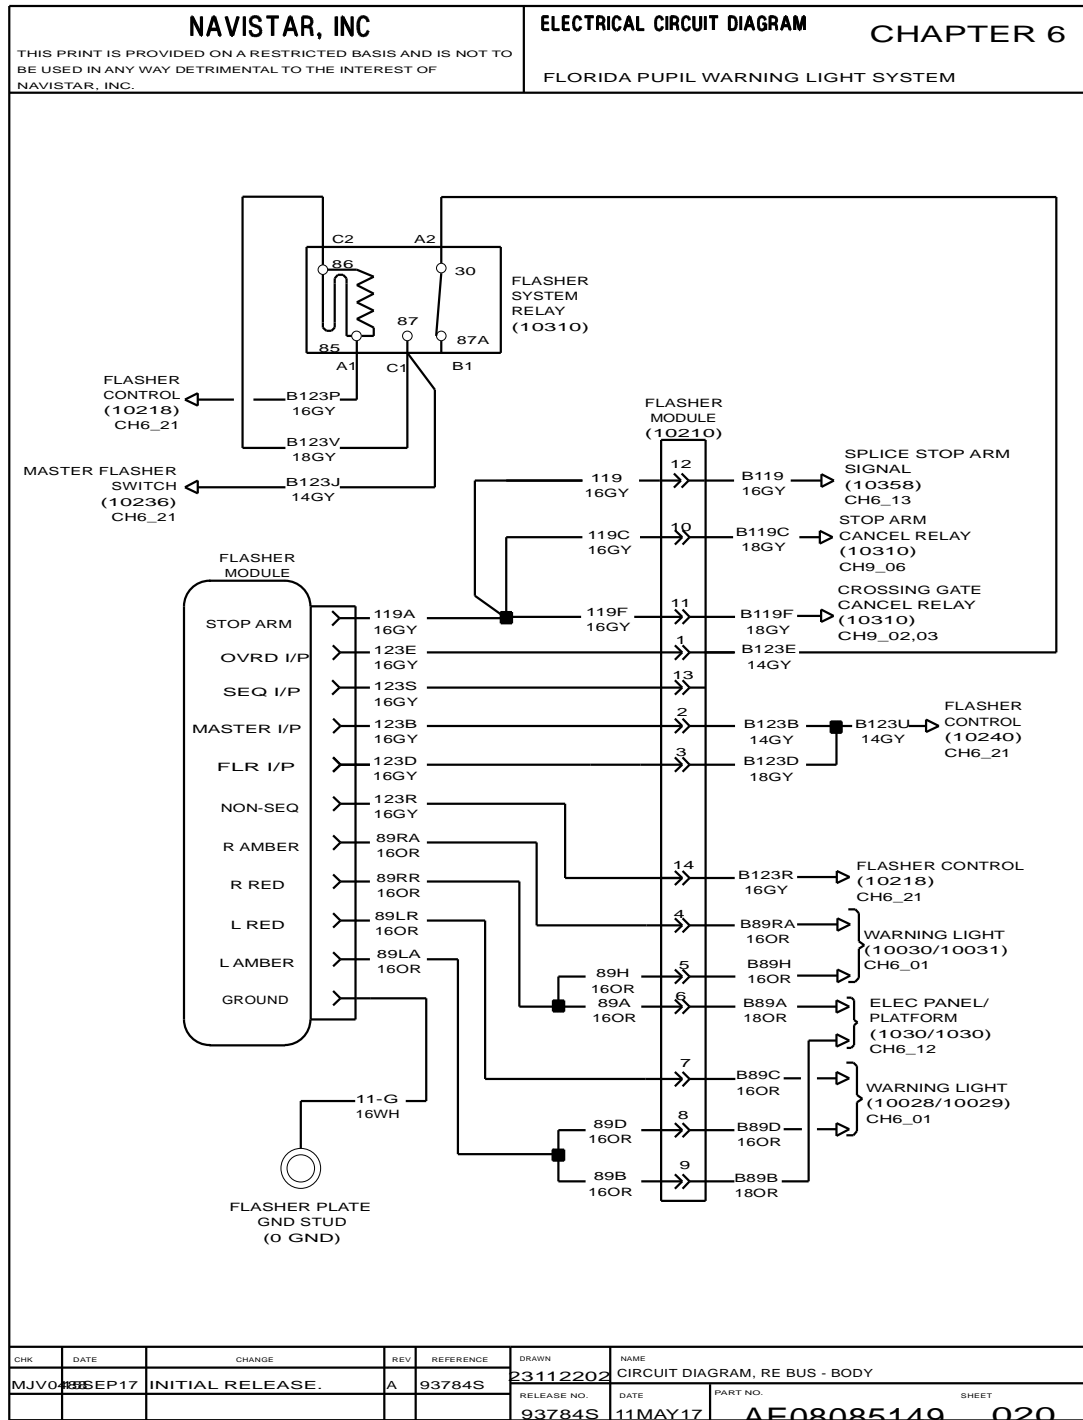 NAVISTAR, INC
THIS PRINT IS PROVIDED ON A RESTRICTED BASIS AND IS NOT TO
BE USED IN ANY WAY DETRIMENTAL TO THE INTEREST OF
NAVISTAR, INC.
ELECTRICAL CIRCUIT DIAGRAM
CHAPTER 6
FLORIDA PUPIL WARNING LIGHT SYSTEM
C2
A2
86
30
87
87A
85
A1
C1
B1
FLASHER
SYSTEM
RELAY
(10310)
FLASHER
CONTROL
(10218)
CH6_21
B123P
16GY
B123V
18GY
MASTER FLASHER
SWITCH
(10236)
CH6_21
B123J
14GY
FLASHER
MODULE
(10210)
119
16GY
12
B119
16GY
SPLICE STOP ARM
SIGNAL
(10358)
CH6_13
119C
16GY
10
B119C
18GY
STOP ARM
CANCEL RELAY
(10310)
CH9_06
119F
16GY
11
B119F
18GY
CROSSING GATE
CANCEL RELAY
(10310)
CH9_02,03
FLASHER
MODULE
STOP ARM
119A
16GY
OVRD I/P
123E
16GY
1
B123E
14GY
SEQ I/P
123S
16GY
13
MASTER I/P
123B
16GY
2
B123B
14GY
B123U
14GY
FLASHER
CONTROL
(10240)
CH6_21
FLR I/P
123D
16GY
3
B123D
18GY
NON-SEQ
123R
16GY
14
B123R
16GY
FLASHER CONTROL
(10218)
CH6_21
R AMBER
89RA
16OR
4
B89RA
16OR
WARNING LIGHT
(10030/10031)
CH6_01
R RED
89RR
16OR
89H
16OR
5
B89H
16OR
89A
16OR
6
B89A
18OR
ELEC PANEL/
PLATFORM
(1030/1030)
CH6_12
L RED
89LR
16OR
7
B89C
16OR
WARNING LIGHT
(10028/10029)
CH6_01
L AMBER
89LA
16OR
89D
16OR
8
B89D
16OR
89B
16OR
9
B89B
18OR
GROUND
11-G
16WH
FLASHER PLATE
GND STUD
(0 GND)
CHK
DATE
CHANGE
REV
REFERENCE
INITIAL RELEASE.
A
93784S
DRAWN
23112202
NAME
CIRCUIT DIAGRAM, RE BUS - BODY
RELEASE NO.
93784S
DATE
11MAY17
PART NO.
AE08085149
SHEET
020